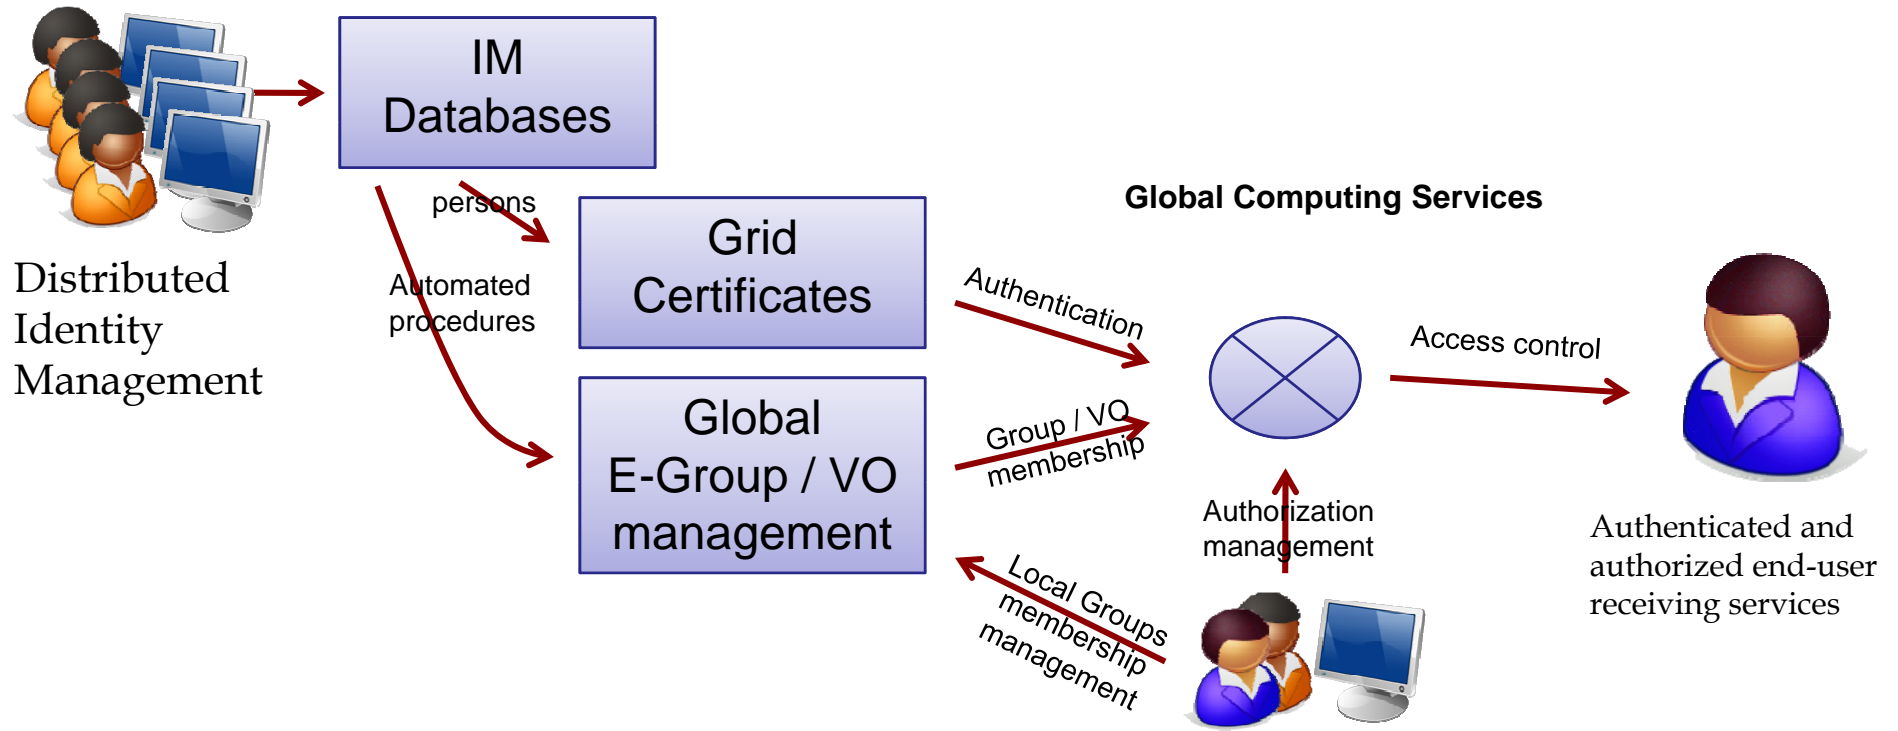 IM
Databases
persons
Global Computing Services
Grid
Certificates
Distributed
Identity
Management
Automated
procedures
Authentication
Access control
Global
E-Group / VO
management
Group / VO
membership
Authorization
management
Authenticated and
authorized end-user
receiving services
Local Groups
membership
management